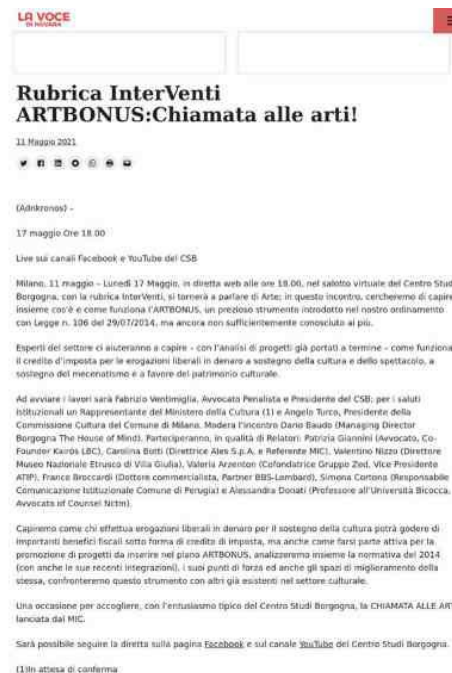 LA VOCE
DI NOVARA
Rubrica InterVenti
ARTBONUS:Chiamata alle arti!
11 Maggio 2021
(Adnkronos) –
17 maggio Ore 18.00
Live sui canali Facebook e YouTube del CSB
Milano, 11 maggio – Lunedì 17 Maggio, in diretta web alle ore 18.00, nel salotto virtuale del Centro Stud
Borgogna, con la rubrica InterVenti, si tornerà a parlare di Arte; in questo incontro, cercheremo di capire
insieme cos'è e come funziona l'ARTBONUS, un prezioso strumento introdotto nel nostro ordinamento
con Legge n. 106 del 29/07/2014, ma ancora non sufficientemente conosciuto ai più.
Esperti del settore ci aiuteranno a capire – con l'analisi di progetti già portati a termine – come funziona
il credito d'imposta per le erogazioni liberali in denaro a sostegno della cultura e dello spettacolo, a
sostegno del mecenatismo e a favore del patrimonio culturale.
Ad avviare i lavori sarà Fabrizio Ventimiglia, Avvocato Penalista e Presidente del CSB; per i saluti
istituzionali un Rappresentante del Ministero della Cultura (1) e Angelo Turco, Presidente della
Commissione Cultura del Comune di Milano. Modera l'incontro Dario Baudo (Managing Director
Borgogna The House of Mind). Parteciperanno, in qualità di Relatori: Patrizia Giannini (Avvocato, Co-
Founder Kairós LBC), Carolina Botti (Direttrice Ales S.p.A. e Referente MIC), Valentino Nizzo (Direttore
Museo Nazionale Etrusco di Villa Giulia), Valeria Arzenton (Cofondatrice Gruppo Zed, Vice Presidente
ATIP), Franco Broccardi (Dottore commercialista, Partner BBS-Lombard), Simona Cortona (Responsabile
Comunicazione Istituzionale Comune di Perugia) e Alessandra Donati (Professore all'Università Bicocca,
Avvocato of Counsel Nctm).
Capiremo come chi effettua erogazioni liberali in denaro per il sostegno della cultura potrà godere di
importanti benefici fiscali sotto forma di credito di imposta, ma anche come farsi parte attiva per la
promozione di progetti da inserire nel piano ARTBONUS, analizzeremo insieme la normativa del 2014
(con anche le sue recenti integrazioni), i suoi punti di forza ed anche gli spazi di miglioramento della
stessa, confronteremo questo strumento con altri già esistenti nel settore culturale.
Una occasione per accogliere, con l'entusiasmo tipico del Centro Studi Borgogna, la CHIAMATA ALLE ART
lanciata dal MIC.
Sarà possibile seguire la diretta sulla pagina Facebook e sul canale YouTube del Centro Studi Borgogna.
(1)In attesa di conferma